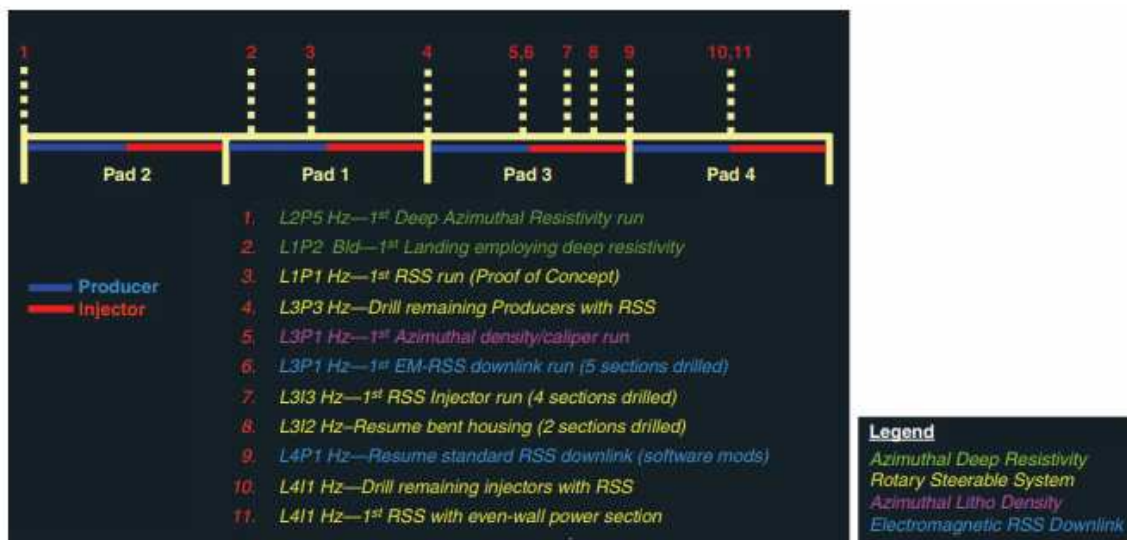 1 2 3 4 5,6 7 8 9 10,11
Pad 2 Pad 1 Pad 3 Pad 4
Producer
Injector
1. L2P5 Hz—1st Deep Azimuthal Resistivity run
2. L1P2 Bld—1st Landing employing deep resistivity
3. L1P1 Hz—1st RSS run (Proof of Concept)
4. L3P3 Hz—Drill remaining Producers with RSS
5. L3P1 Hz—1st Azimuthal density/caliper run
6. L3P1 Hz—1st EM-RSS downlink run (5 sections drilled)
7. L3I3 Hz—1st RSS Injector run (4 sections drilled)
8. L3I2 Hz–Resume bent housing (2 sections drilled)
9. L4P1 Hz—Resume standard RSS downlink (software mods)
10. L4I1 Hz—Drill remaining injectors with RSS
11. L4I1 Hz—1st RSS with even-wall power section
Legend
Azimuthal Deep Resistivity
Rotary Steerable System
Azimuthal Litho Density
Electromagnetic RSS Downlink